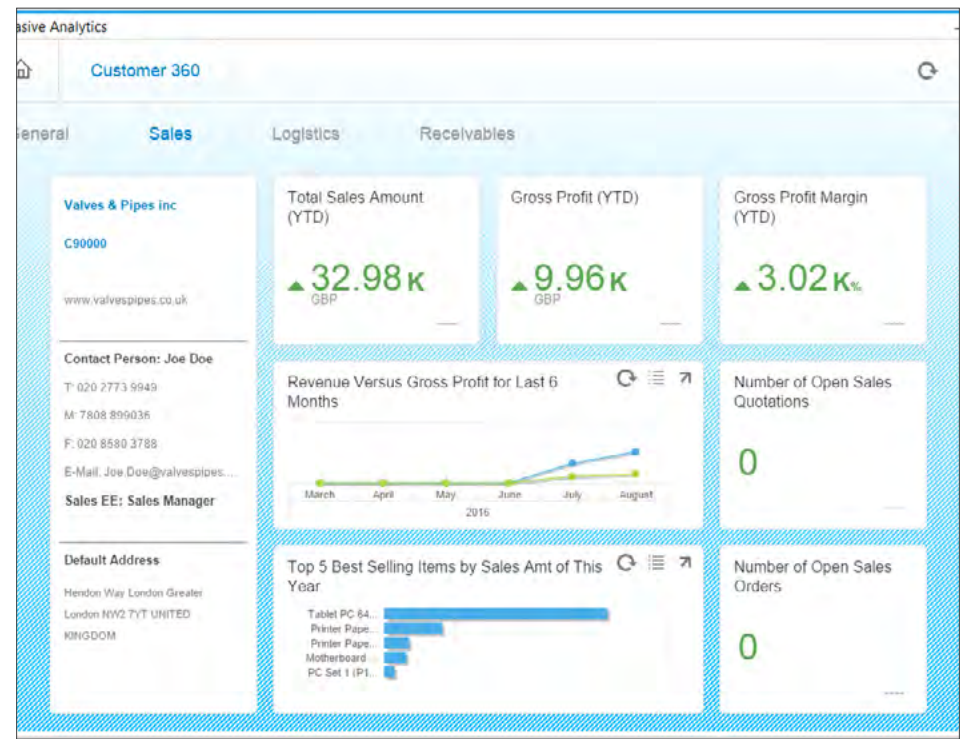 asive Analytics
Customer 360
eneral Sales Logistics Receivables
Valves & Pipes inc
C90000
www.valvespipes.co.uk
Contact Person: Joe Doe
T: 020 2773 9949
M: 7808 899036
F: 020 8580 3788
E-Mail: Joe.Doe@valvespipes....
Sales EE: Sales Manager
Default Address
Hendon Way London Greater
London NW2 7YT UNITED
KINGDOM
Total Sales Amount
(YTD)
32.98 K
GBP
Gross Profit (YTD)
9.96 K
GBP
Gross Profit Margin
(YTD)
3.02 K%
Revenue Versus Gross Profit for Last 6
Months
March April May June July August
2016
Number of Open Sales
Quotations
0
Top 5 Best Selling Items by Sales Amt of This
Year
Tablet PC 64...
Printer Pape...
Printer Pape...
Motherboard ...
PC Set 1 (P1...
Number of Open Sales
Orders
0